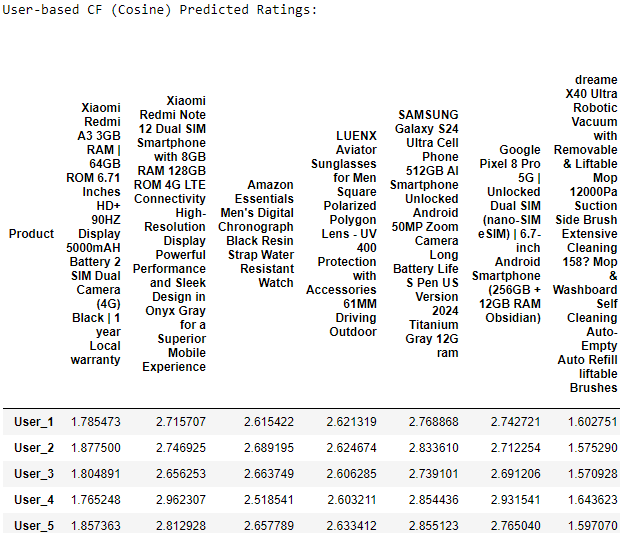 User-based CF (Cosine) Predicted Ratings:
Product
Xiaomi
Redmi
A3 3GB
RAM |
64GB
ROM 6.71
Inches
HD+
90HZ
Display
5000mAH
Battery 2
SIM Dual
Camera
(4G)
Black | 1
year
Local
warranty
Xiaomi
Redmi Note
12 Dual SIM
Smartphone
with 8GB
RAM 128GB
ROM 4G LTE
Connectivity
High-
Resolution
Display
Powerful
Performance
and Sleek
Design in
Onyx Gray
for a
Superior
Mobile
Experience
Amazon
Essentials
Men's Digital
Chronograph
Black Resin
Strap Water
Resistant
Watch
LUENX
Aviator
Sunglasses
for Men
Square
Polarized
Polygon
Lens - UV
400
Protection
with
Accessories
61MM
Driving
Outdoor
SAMSUNG
Galaxy S24
Ultra Cell
Phone
512GB AI
Smartphone
Unlocked
Android
50MP Zoom
Camera
Long
Battery Life
S Pen US
Version
2024
Titanium
Gray 12G
ram
Google
Pixel 8 Pro
5G |
Unlocked
Dual SIM
(nano-SIM
eSIM) | 6.7-
inch
Android
Smartphone
(256GB +
12GB RAM
Obsidian)
dreame
X40 Ultra
Robotic
Vacuum
with
Removable
& Liftable
Mop
12000Pa
Suction
Side Brush
Extensive
Cleaning
158? Mop
&
Washboard
Self
Cleaning
Auto-
Empty
Auto Refill
liftable
Brushes
User_1 1.785473 2.715707 2.615422 2.621319 2.768868 2.742721 1.602751
User_2 1.877500 2.746925 2.689195 2.624674 2.833610 2.712254 1.575290
User_3 1.804891 2.656253 2.663749 2.606285 2.739101 2.691206 1.570928
User_4 1.765248 2.962307 2.518541 2.603211 2.854436 2.931541 1.643623
User_5 1.857363 2.812928 2.657789 2.633412 2.855123 2.765040 1.597070